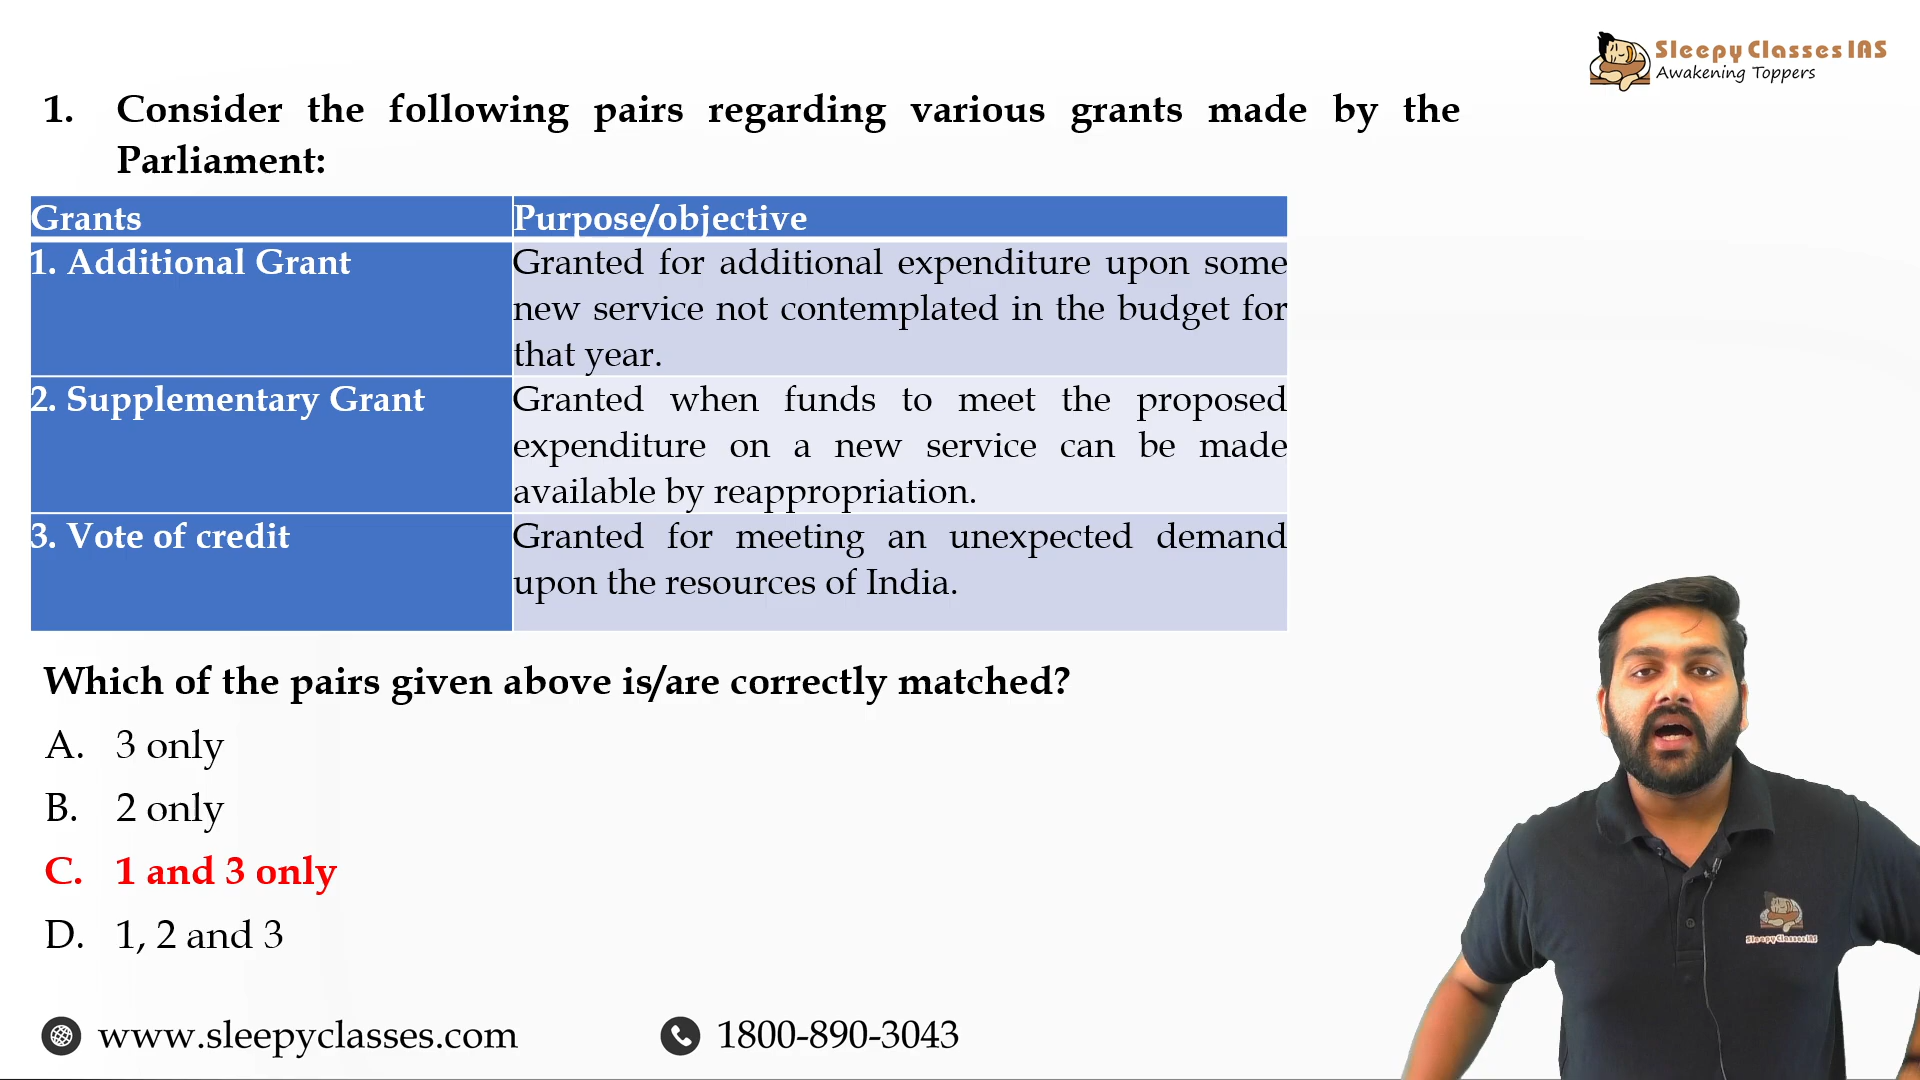 Sleepy Classes IAS
Awakening Toppers
1. Consider the following pairs regarding various grants made by the
Parliament:
Grants
Purpose/objective
1. Additional Grant
Granted for additional expenditure upon some
new service not contemplated in the budget for
that year.
2. Supplementary Grant
Granted when funds to meet the proposed
expenditure on a new service can be made
available by reappropriation.
3. Vote of credit
Granted for meeting an unexpected demand
upon the resources of India.
Which of the pairs given above is/are correctly matched?
A. 3 only
B. 2 only
C. 1 and 3 only
D. 1, 2 and 3
Sleepy Classes IAS
www.sleepyclasses.com
1800-890-3043